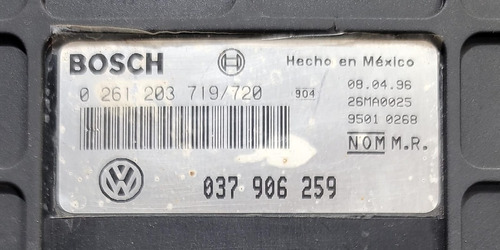 BOSCH
Hecho en México
0 261 203 719/720 904
08.04.96
26MA0025
9501 0268
NOM M.R.
VW
037 906 259